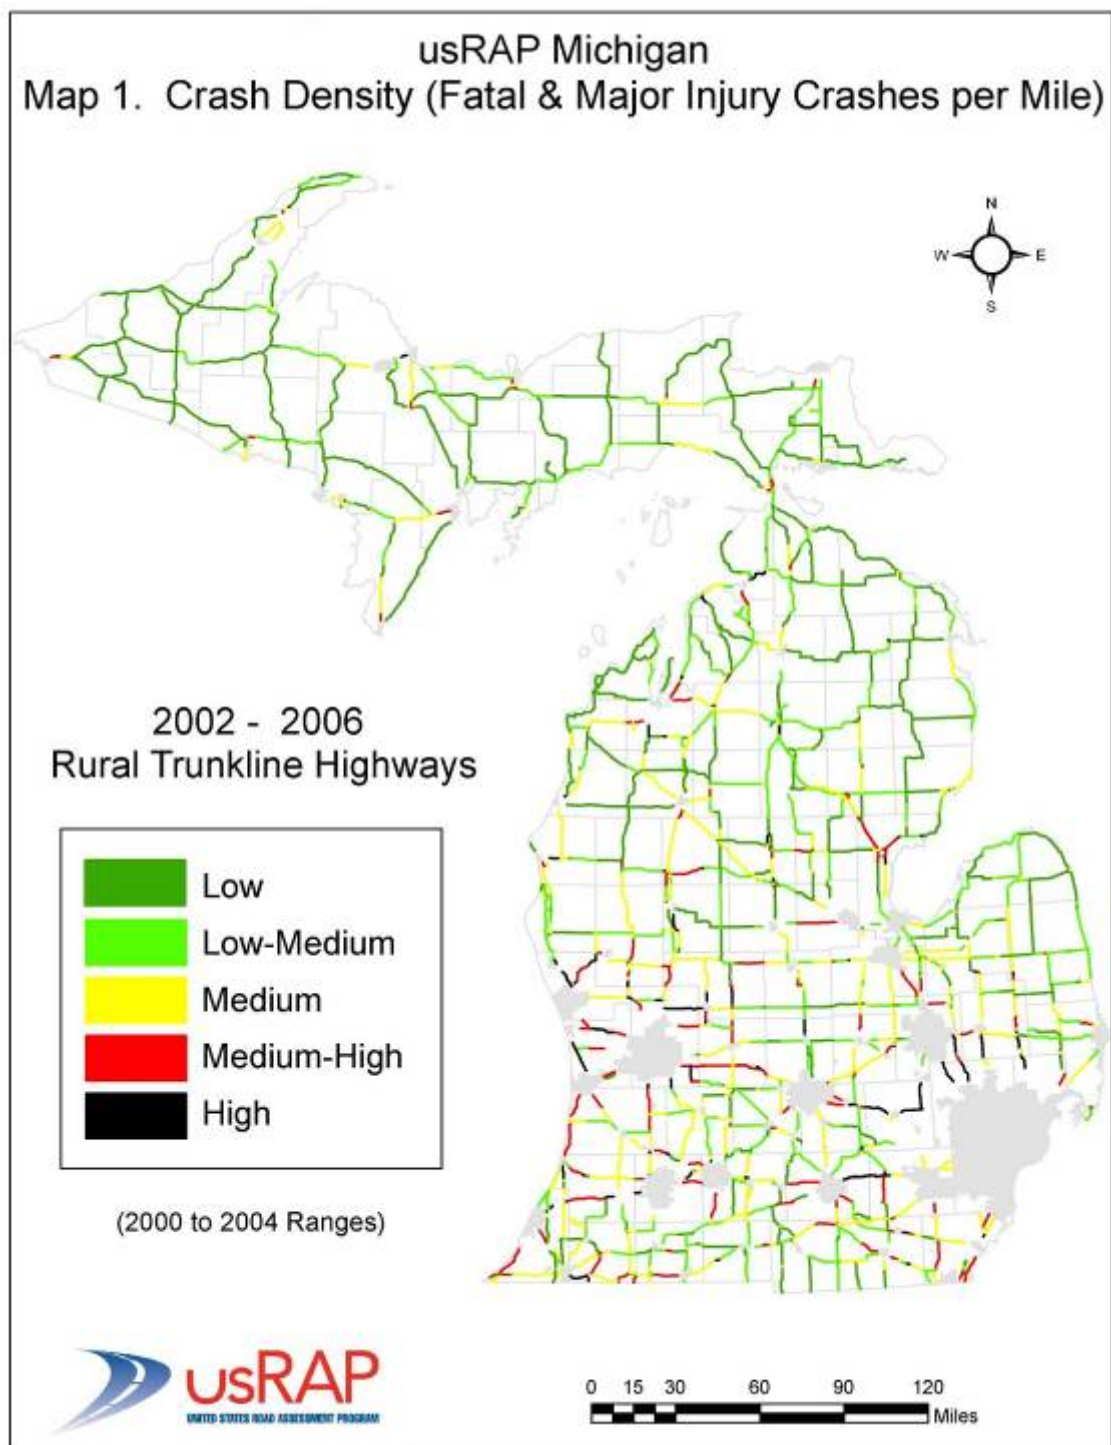 usRAP Michigan
Map 1. Crash Density (Fatal & Major Injury Crashes per Mile)
N
W E
S
2002 - 2006
Rural Trunkline Highways
Low
Low-Medium
Medium
Medium-High
High
(2000 to 2004 Ranges)
usRAP
UNITED STATES ROAD ASSESSMENT PROGRAM
0 15 30 60 90 120
Miles